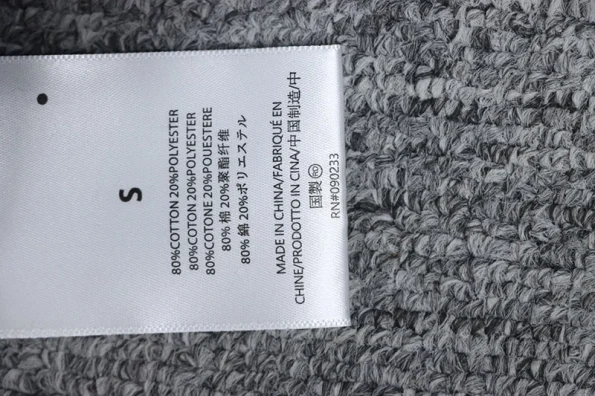 S
80%COTTON 20%POLYESTER
80%COTON 20%POLYESTER
80%COTONE 20%POUESTERE
80% 棉 20%聚酯纤维
80% 綿 20%ポリエステル
MADE IN CHINA/FABRIQUÉ EN
CHINE/PRODOTTO IN CINA/中国制造/中
国製 RD
RN#090233